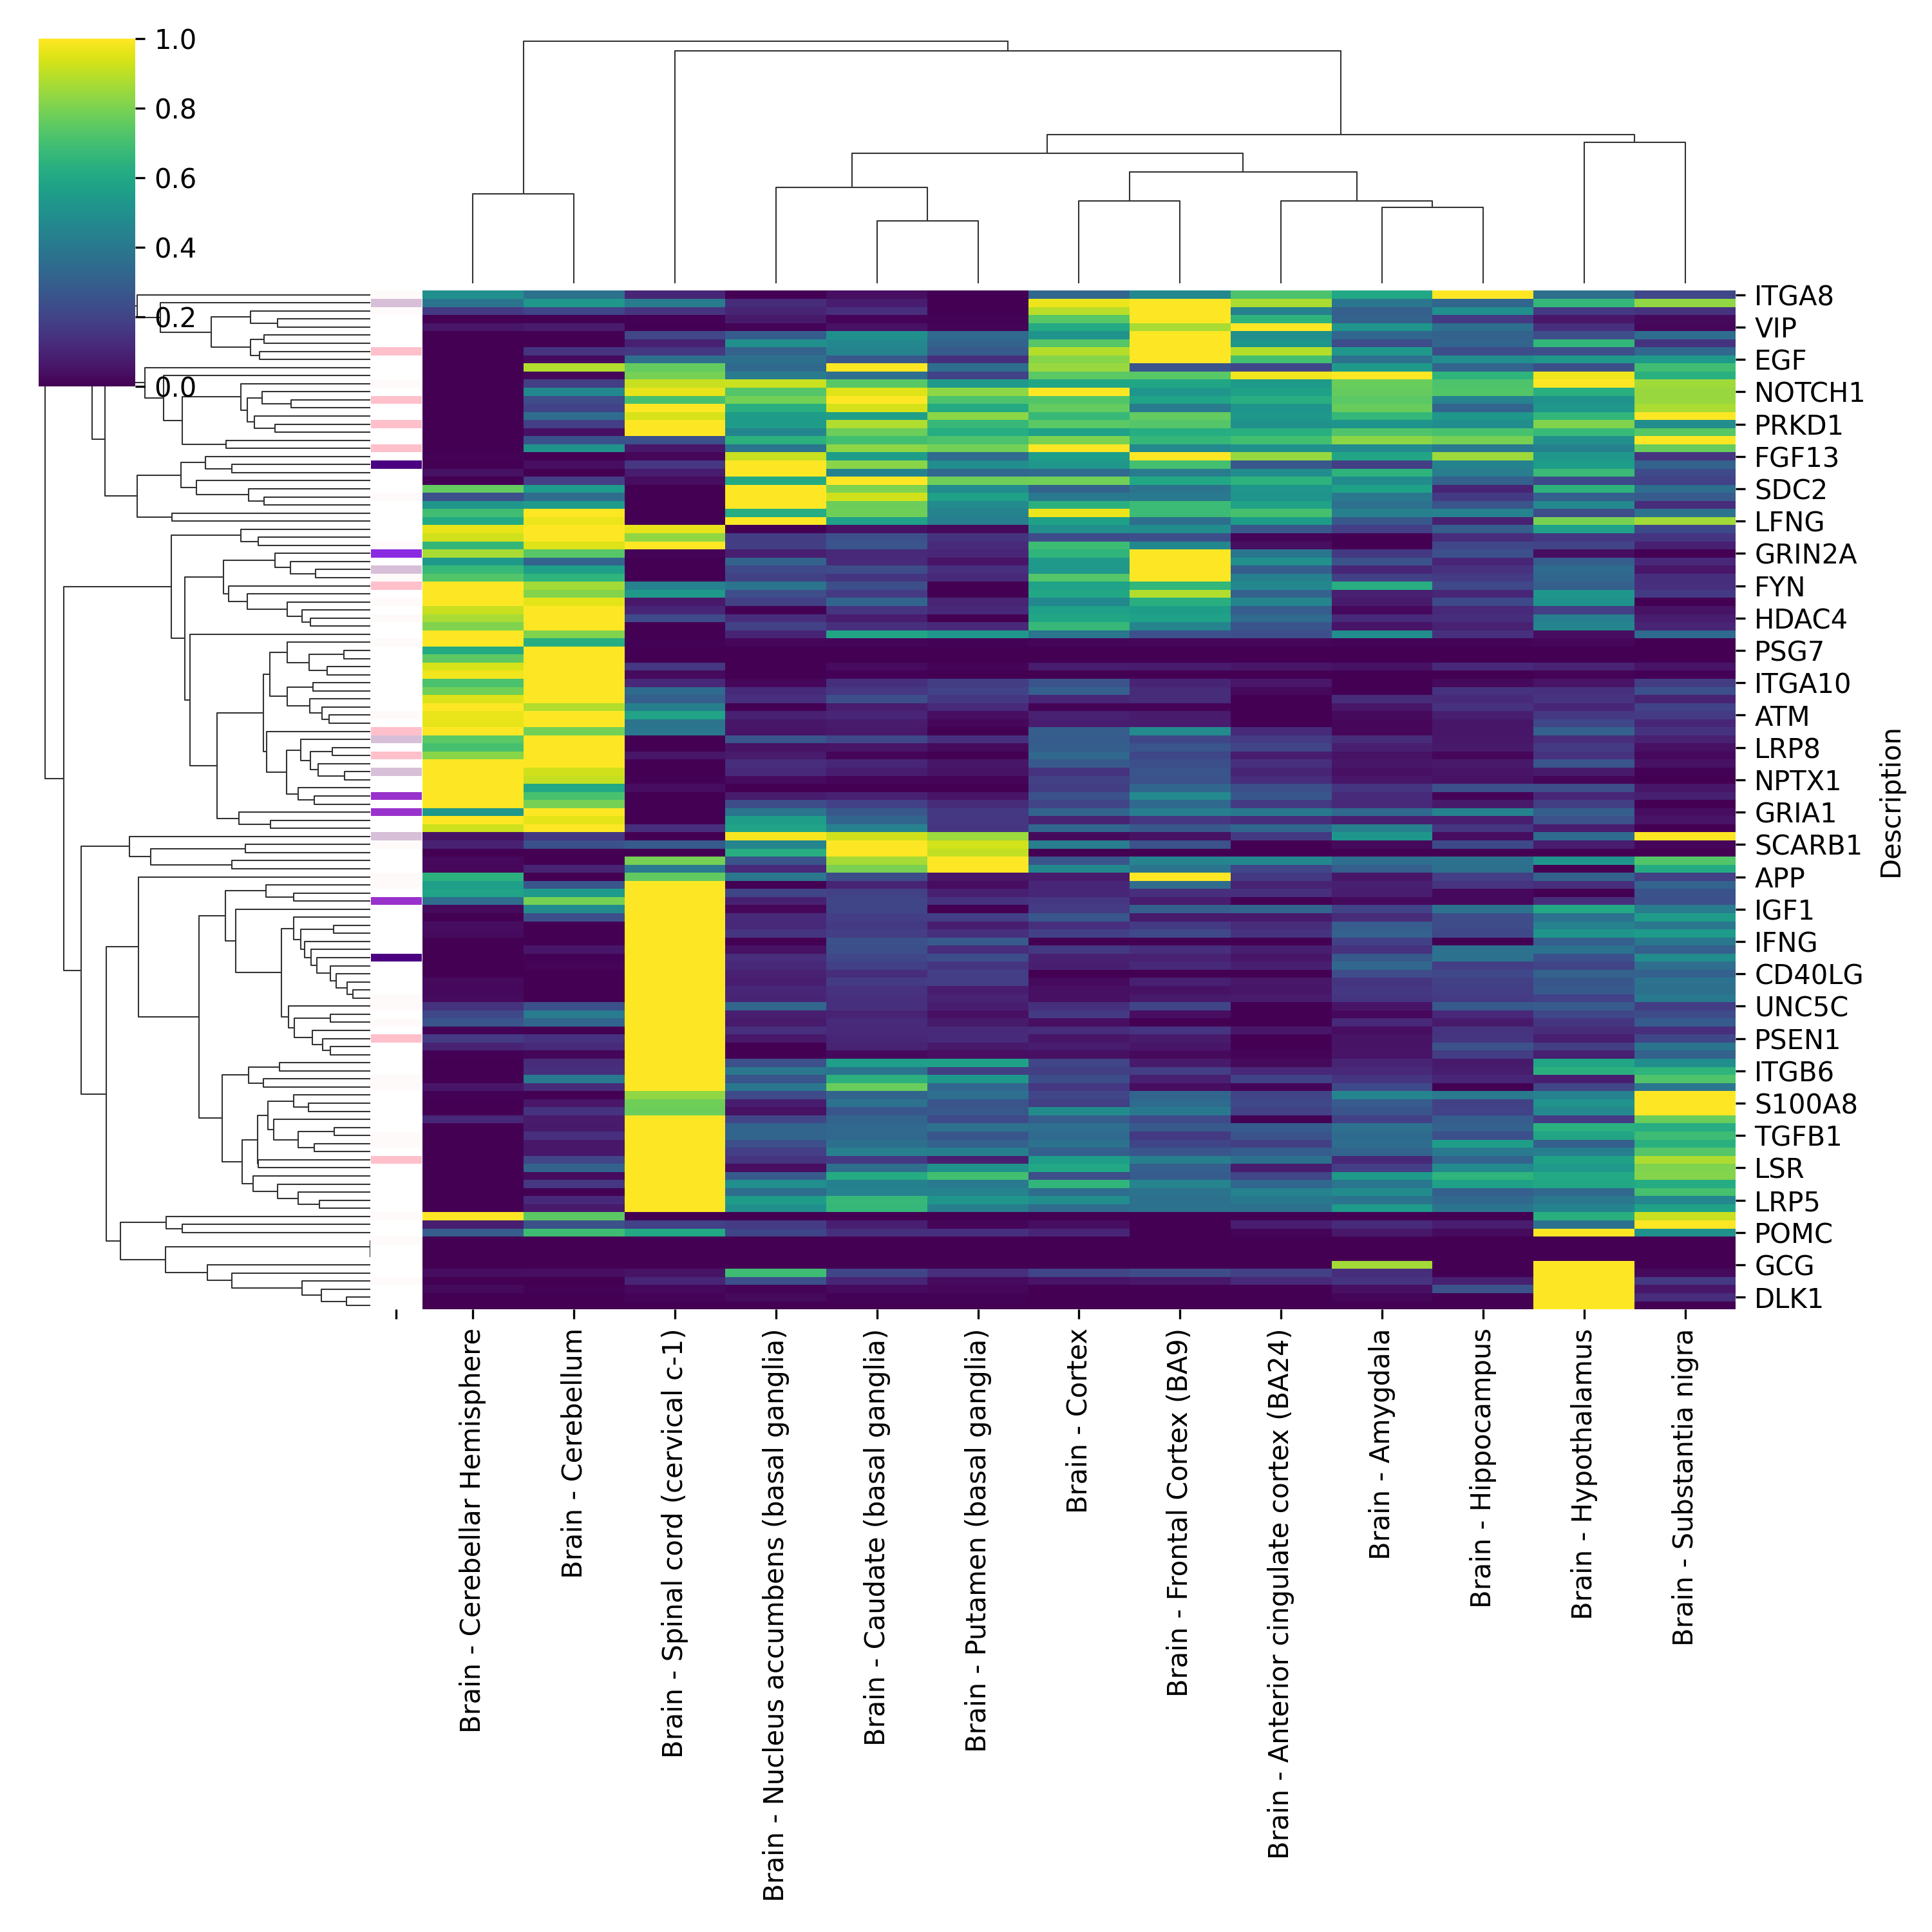 1.0
0.8
0.6
0.4
0.2
0.0
ITGA8
VIP
EGF
NOTCH1
PRKD1
FGF13
SDC2
LFNG
GRIN2A
FYN
HDAC4
PSG7
ITGA10
ATM
LRP8
NPTX1
GRIA1
SCARB1
APP
IGF1
IFNG
CD40LG
UNC5C
PSEN1
ITGB6
S100A8
TGFB1
LSR
LRP5
POMC
GCG
DLK1
Description
Brain - Cerebellar Hemisphere
Brain - Cerebellum
Brain - Spinal cord (cervical c-1)
Brain - Nucleus accumbens (basal ganglia)
Brain - Caudate (basal ganglia)
Brain - Putamen (basal ganglia)
Brain - Cortex
Brain - Frontal Cortex (BA9)
Brain - Anterior cingulate cortex (BA24)
Brain - Amygdala
Brain - Hippocampus
Brain - Hypothalamus
Brain - Substantia nigra